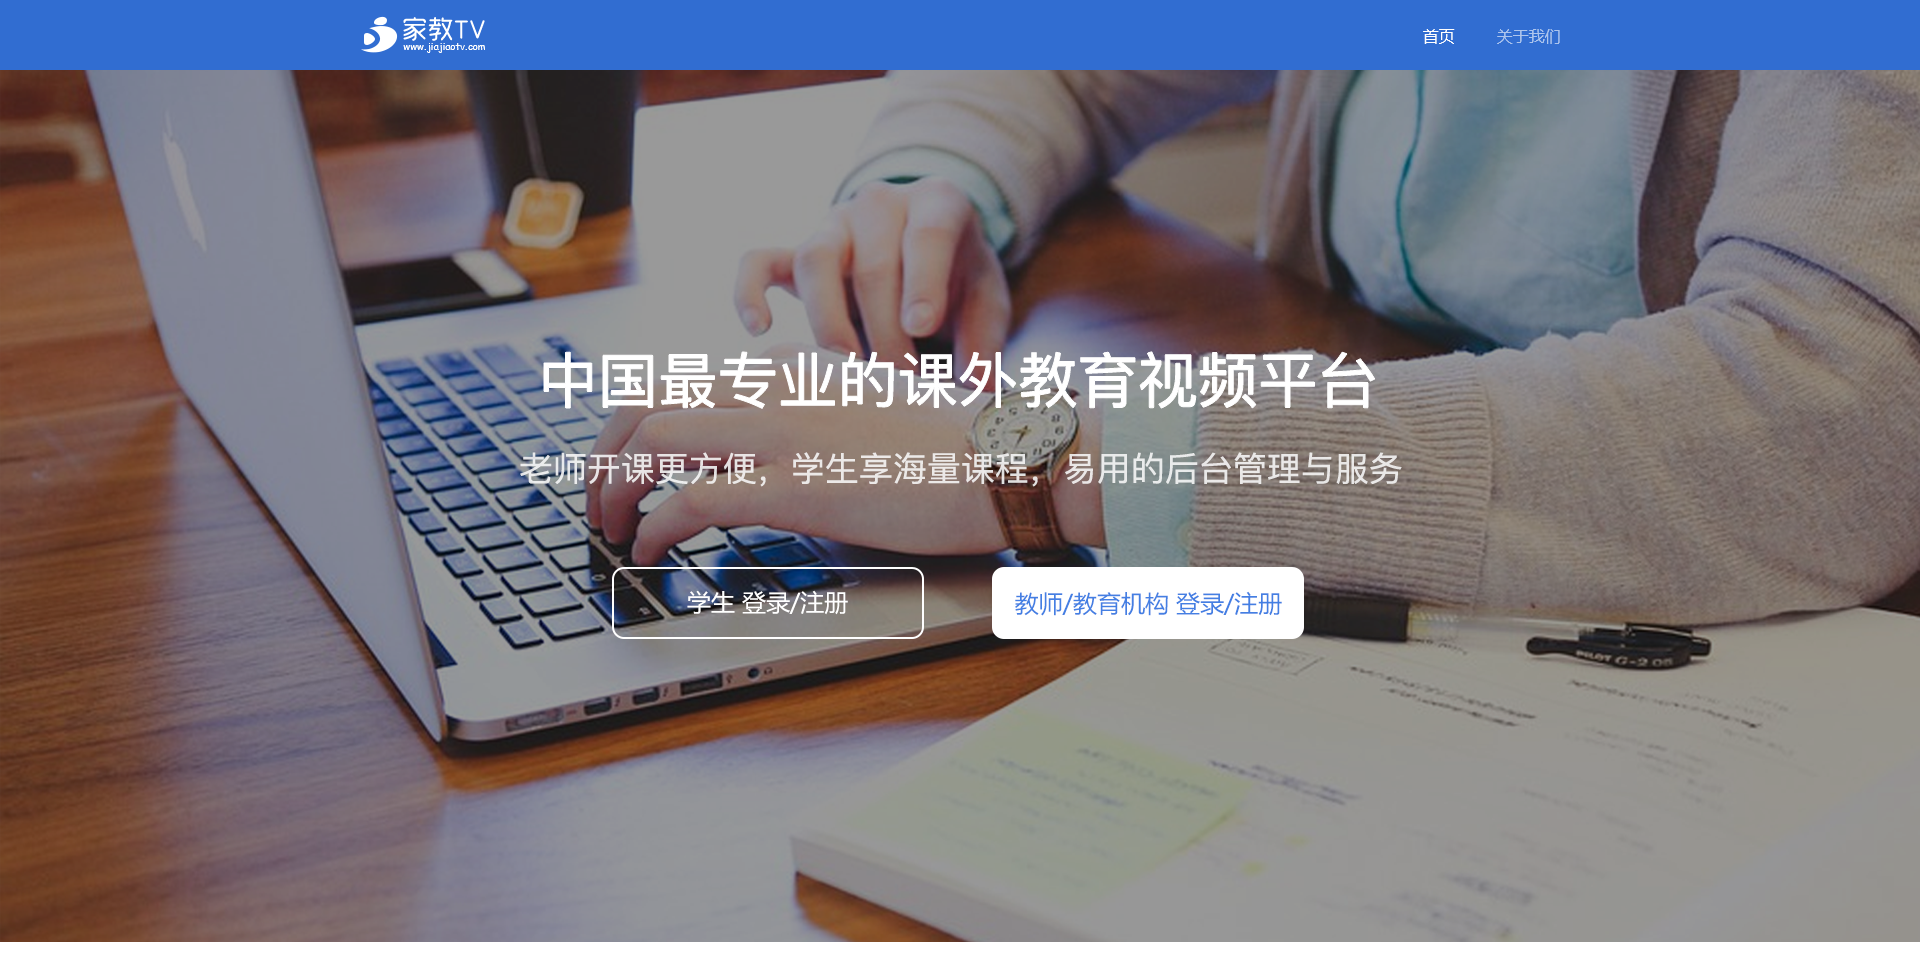 家教TV
www.jiajiaotv.com
首页
关于我们
中国最专业的课外教育视频平台
老师开课更方便，学生享海量课程，易用的后台管理与服务
学生 登录/注册
教师/教育机构 登录/注册
PILOT G-2 05